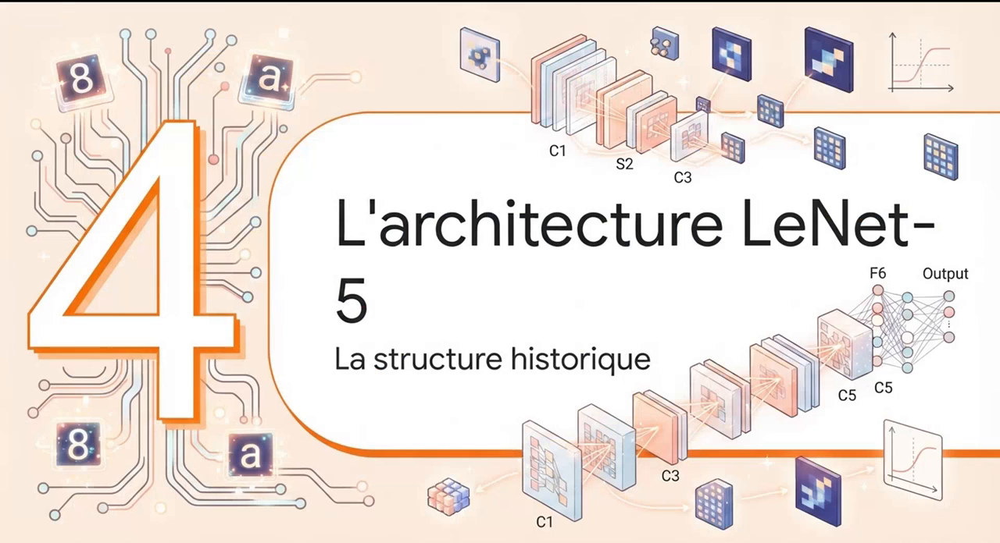 8
a
4
C1
S2
C3
L'architecture LeNet-
5
La structure historique
F6
Output
C5
C5
8
a
C3
C1